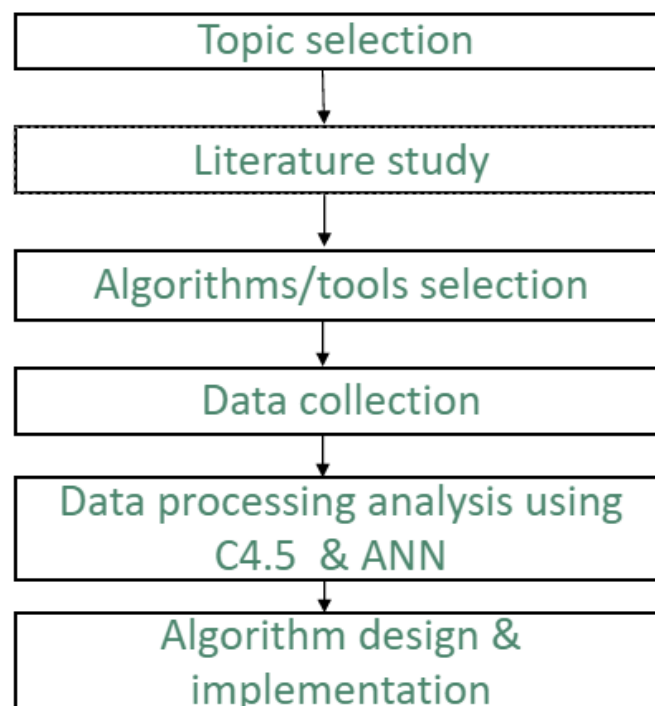 Topic selection
Literature study
Algorithms/tools selection
Data collection
Data processing analysis using
C4.5 & ANN
Algorithm design &
implementation